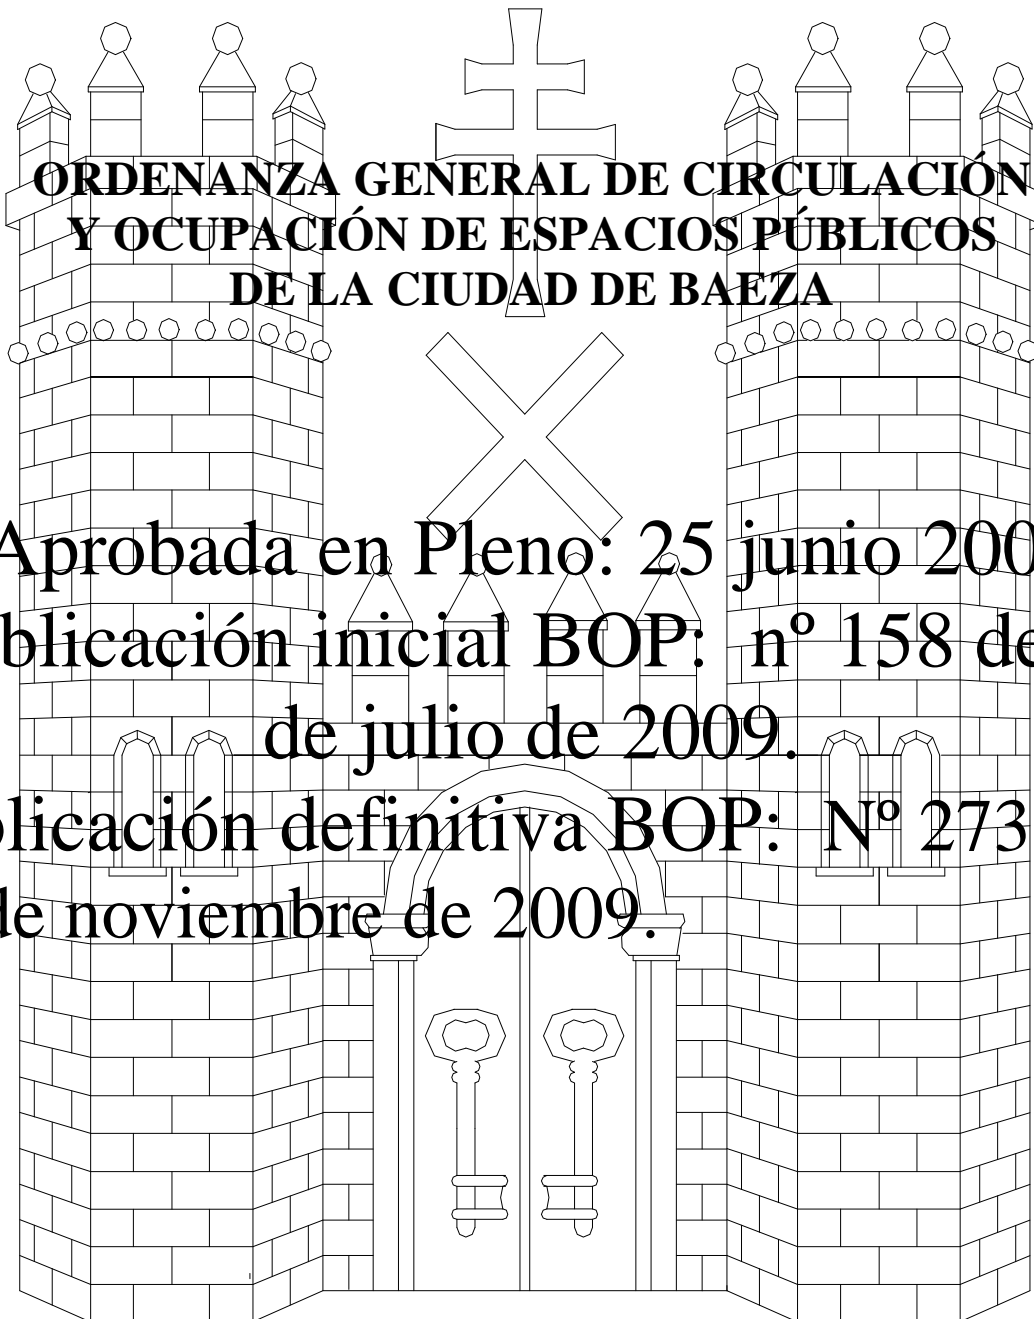 ORDENANZA GENERAL DE CIRCULACIÓN
Y OCUPACIÓN DE ESPACIOS PÚBLICOS
DE LA CIUDAD DE BAEZA
Aprobada en Pleno: 25 junio 200
blicación inicial BOP: nº 158 de
de julio de 2009.
licación definitiva BOP: Nº 273
de noviembre de 2009.